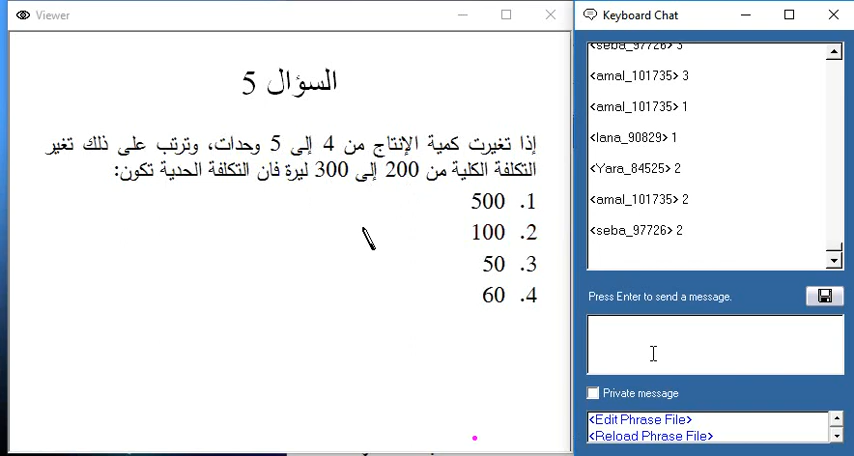 Viewer
السؤال 5
إذا تغيرت كمية الإنتاج من 4 إلى 5 وحدات، وترتب على ذلك تغير
التكلفة الكلية من 200 إلى 300 ليرة فان التكلفة الحدية تكون:
1. 500
2. 100
3. 50
4. 60
Keyboard Chat
<seba_97726> 3
<amal_101735> 3
<amal_101735> 1
<lana_90829> 1
<Yara_84525> 2
<amal_101735> 2
<seba_97726> 2
Press Enter to send a message.
Private message
<Edit Phrase File>
<Reload Phrase File>